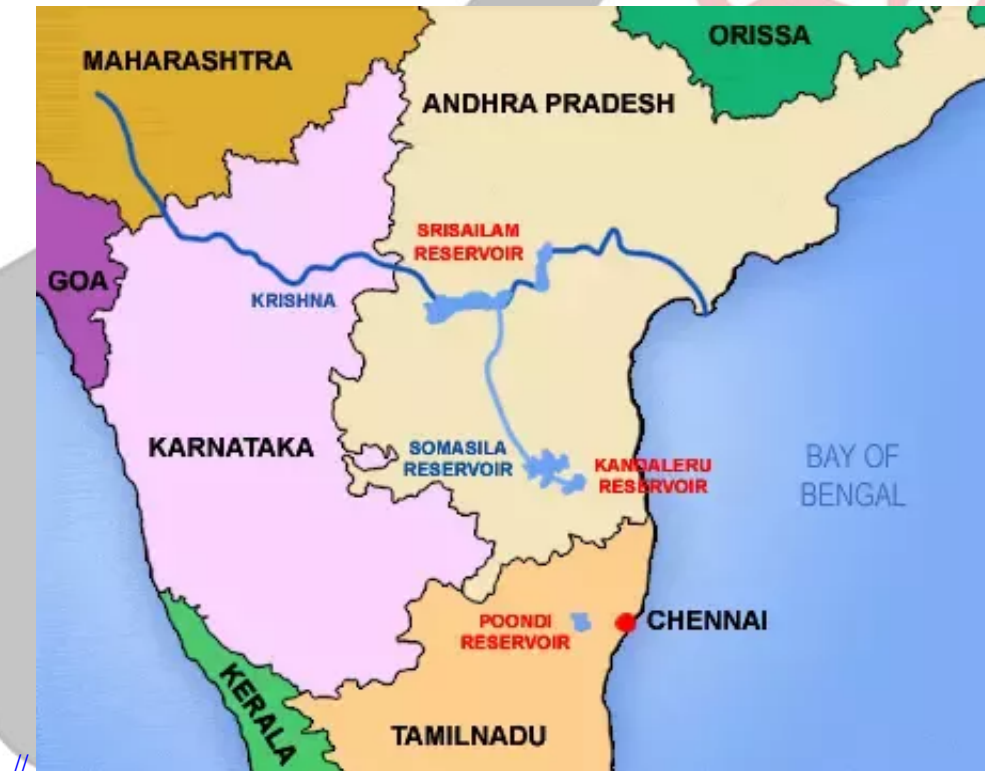 MAHARASHTRA
ORISSA
ANDHRA PRADESH
SRISAILAM
RESERVOIR
GOA
KRISHNA
KARNATAKA
SOMASILA
RESERVOIR
KANDALERU
RESERVOIR
BAY OF
BENGAL
POONDI
RESERVOIR
CHENNAI
KERALA
TAMILNADU
//